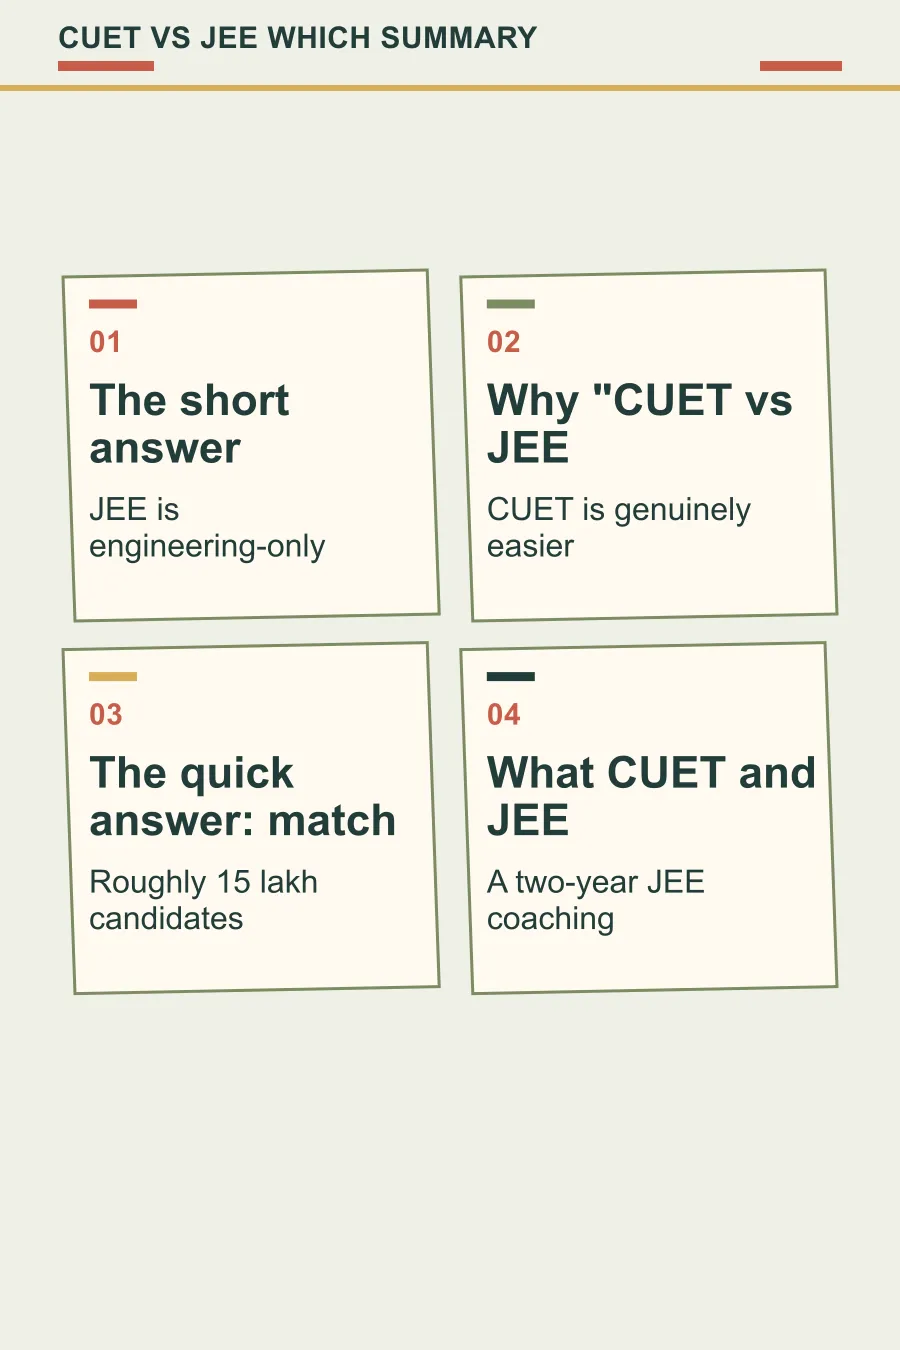 CUET VS JEE WHICH SUMMARY
01
The short
answer
JEE is
engineering-only
02
Why "CUET vs
JEE
CUET is genuinely
easier
03
The quick
answer: match
Roughly 15 lakh
candidates
04
What CUET and
JEE
A two-year JEE
coaching